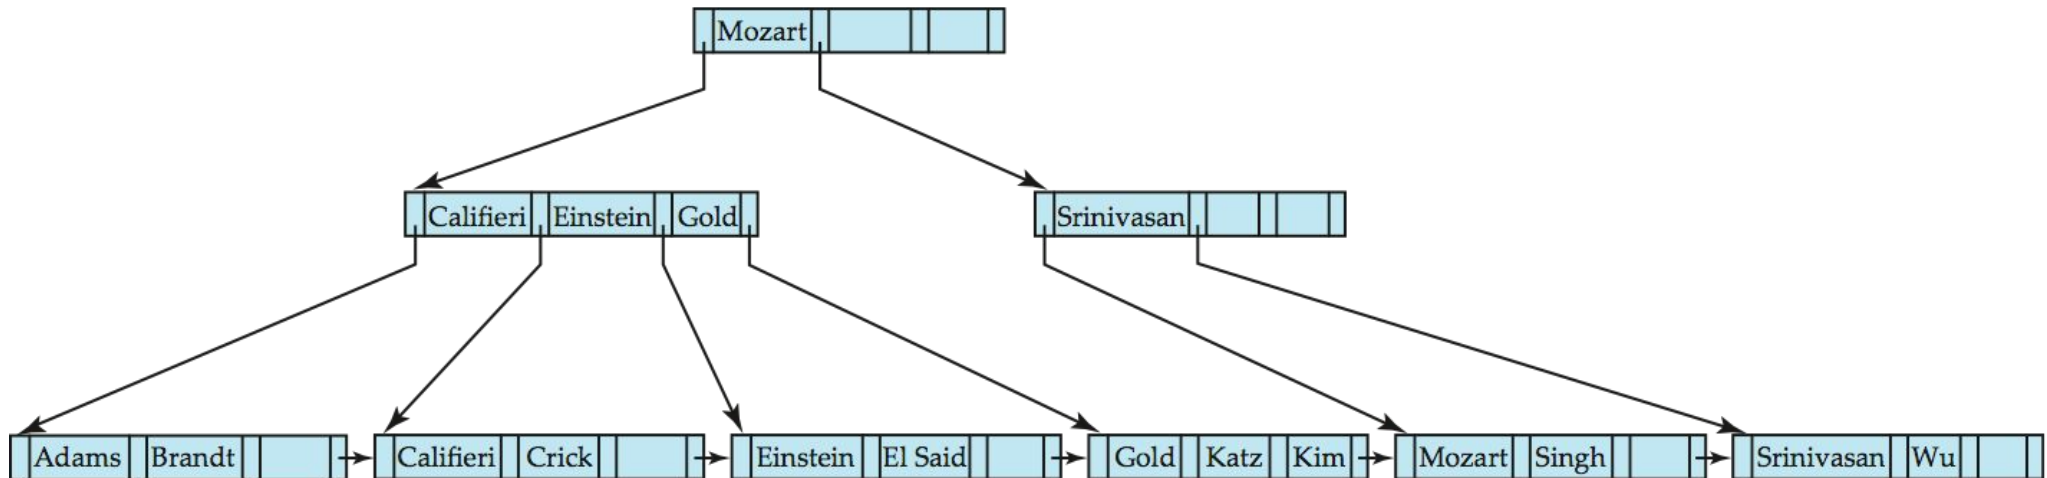 Mozart
Califieri Einstein Gold Srinivasan
Adams Brandt Califieri Crick Einstein El Said Gold Katz Kim Mozart Singh Srinivasan Wu